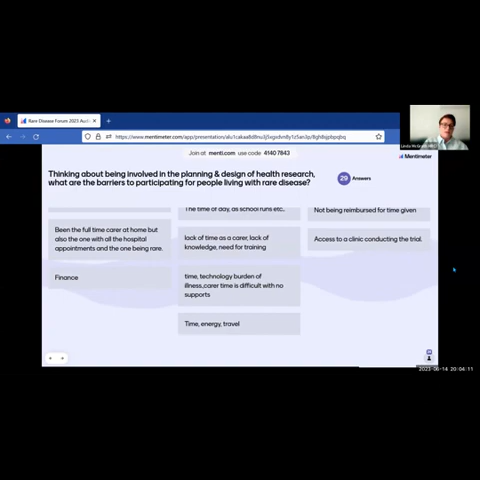 Rare Disease Forum 2023
https://www.mentimeter.com/app/presentation/
Join at menti.com use code 4140 7843
Mentimeter
Thinking about being involved in the planning & design of health research,
what are the barriers to participating for people living with rare disease?
29 Answers
Been the full time carer at home but
also the one with all the hospital
appointments and the one being rare.
Finance
The time of day, as school runs etc,
lack of time as a carer, lack of
knowledge, need for training
time, technology burden of
illness,,carer time is difficult with no
supports
Time, energy, travel
Not being reimbursed for time given
Access to a clinic conducting the trial.
2023-06-14 20:04:11